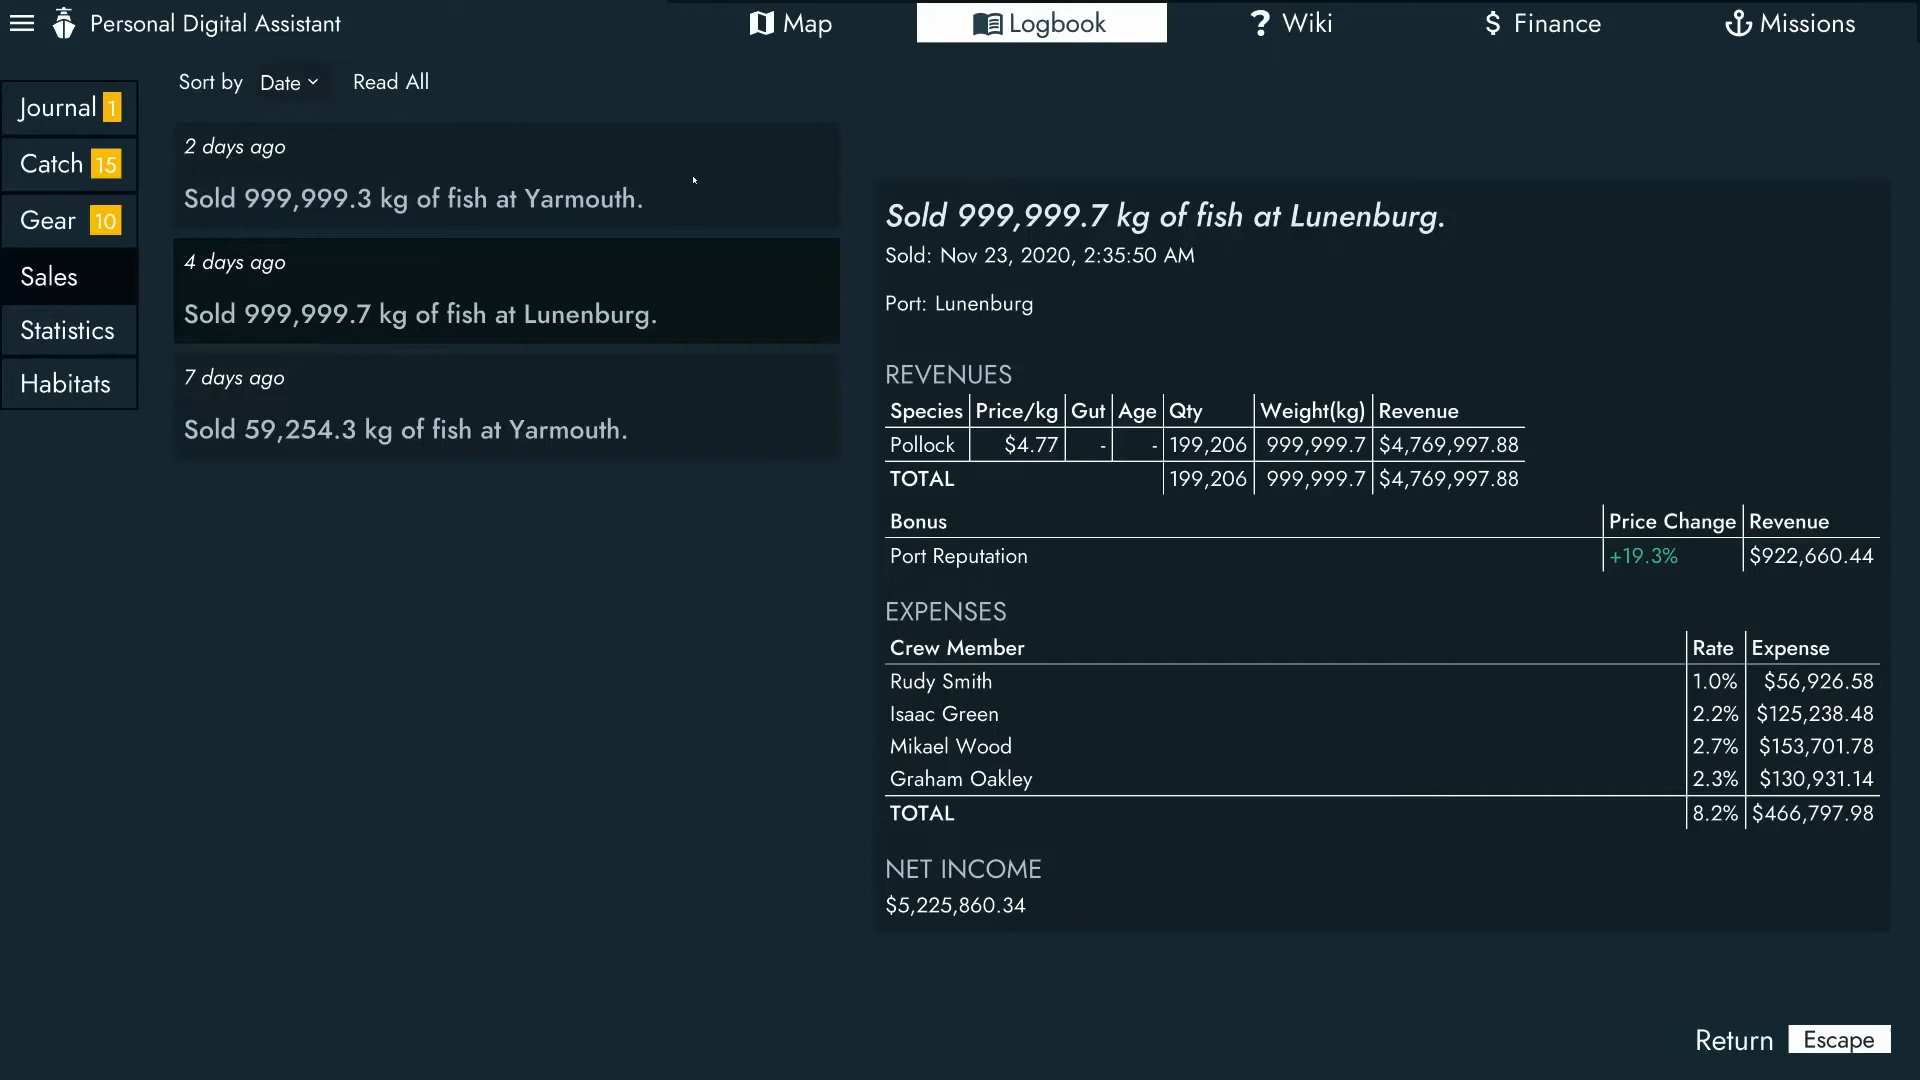 Personal Digital Assistant
Map
Logbook
? Wiki
$ Finance
Missions
Sort by Date Read All
Journal 1
Catch 15
Gear 10
Sales
Statistics
Habitats
2 days ago
Sold 999,999.3 kg of fish at Yarmouth.
4 days ago
Sold 999,999.7 kg of fish at Lunenburg.
7 days ago
Sold 59,254.3 kg of fish at Yarmouth.
Sold 999,999.7 kg of fish at Lunenburg.
Sold: Nov 23, 2020, 2:35:50 AM
Port: Lunenburg
REVENUES
Species Price/kg Gut Age Qty Weight(kg) Revenue
Pollock $4.77 - - 199,206 999,999.7 $4,769,997.88
TOTAL 199,206 999,999.7 $4,769,997.88
Bonus Price Change Revenue
Port Reputation +19.3% $922,660.44
EXPENSES
Crew Member Rate Expense
Rudy Smith 1.0% $56,926.58
Isaac Green 2.2% $125,238.48
Mikael Wood 2.7% $153,701.78
Graham Oakley 2.3% $130,931.14
TOTAL 8.2% $466,797.98
NET INCOME
$5,225,860.34
Return Escape